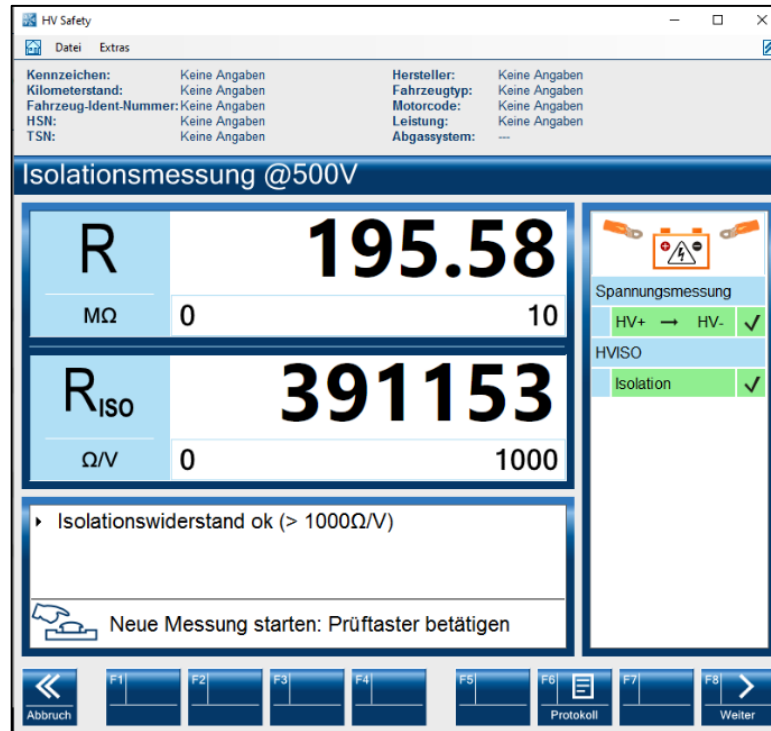 HV Safety
Datei Extras
Kennzeichen: Keine Angaben Hersteller: Keine Angaben
Kilometerstand: Keine Angaben Fahrzeugtyp: Keine Angaben
Fahrzeug-Ident-Nummer: Keine Angaben Motorcode: Keine Angaben
HSN: Keine Angaben Leistung: Keine Angaben
TSN: Keine Angaben Abgassystem: ---
Isolationsmessung @500V
R 195.58
MΩ 0 10
RISO 391153
Ω/V 0 1000
Spannungsmessung
HV+ → HV- ✓
HVISO
Isolation ✓
Isolationswiderstand ok (> 1000Ω/V)
Neue Messung starten: Prüftaster betätigen
F1 F2 F3 F4 F5 F6 F7 F8
Abbruch Protokoll Weiter